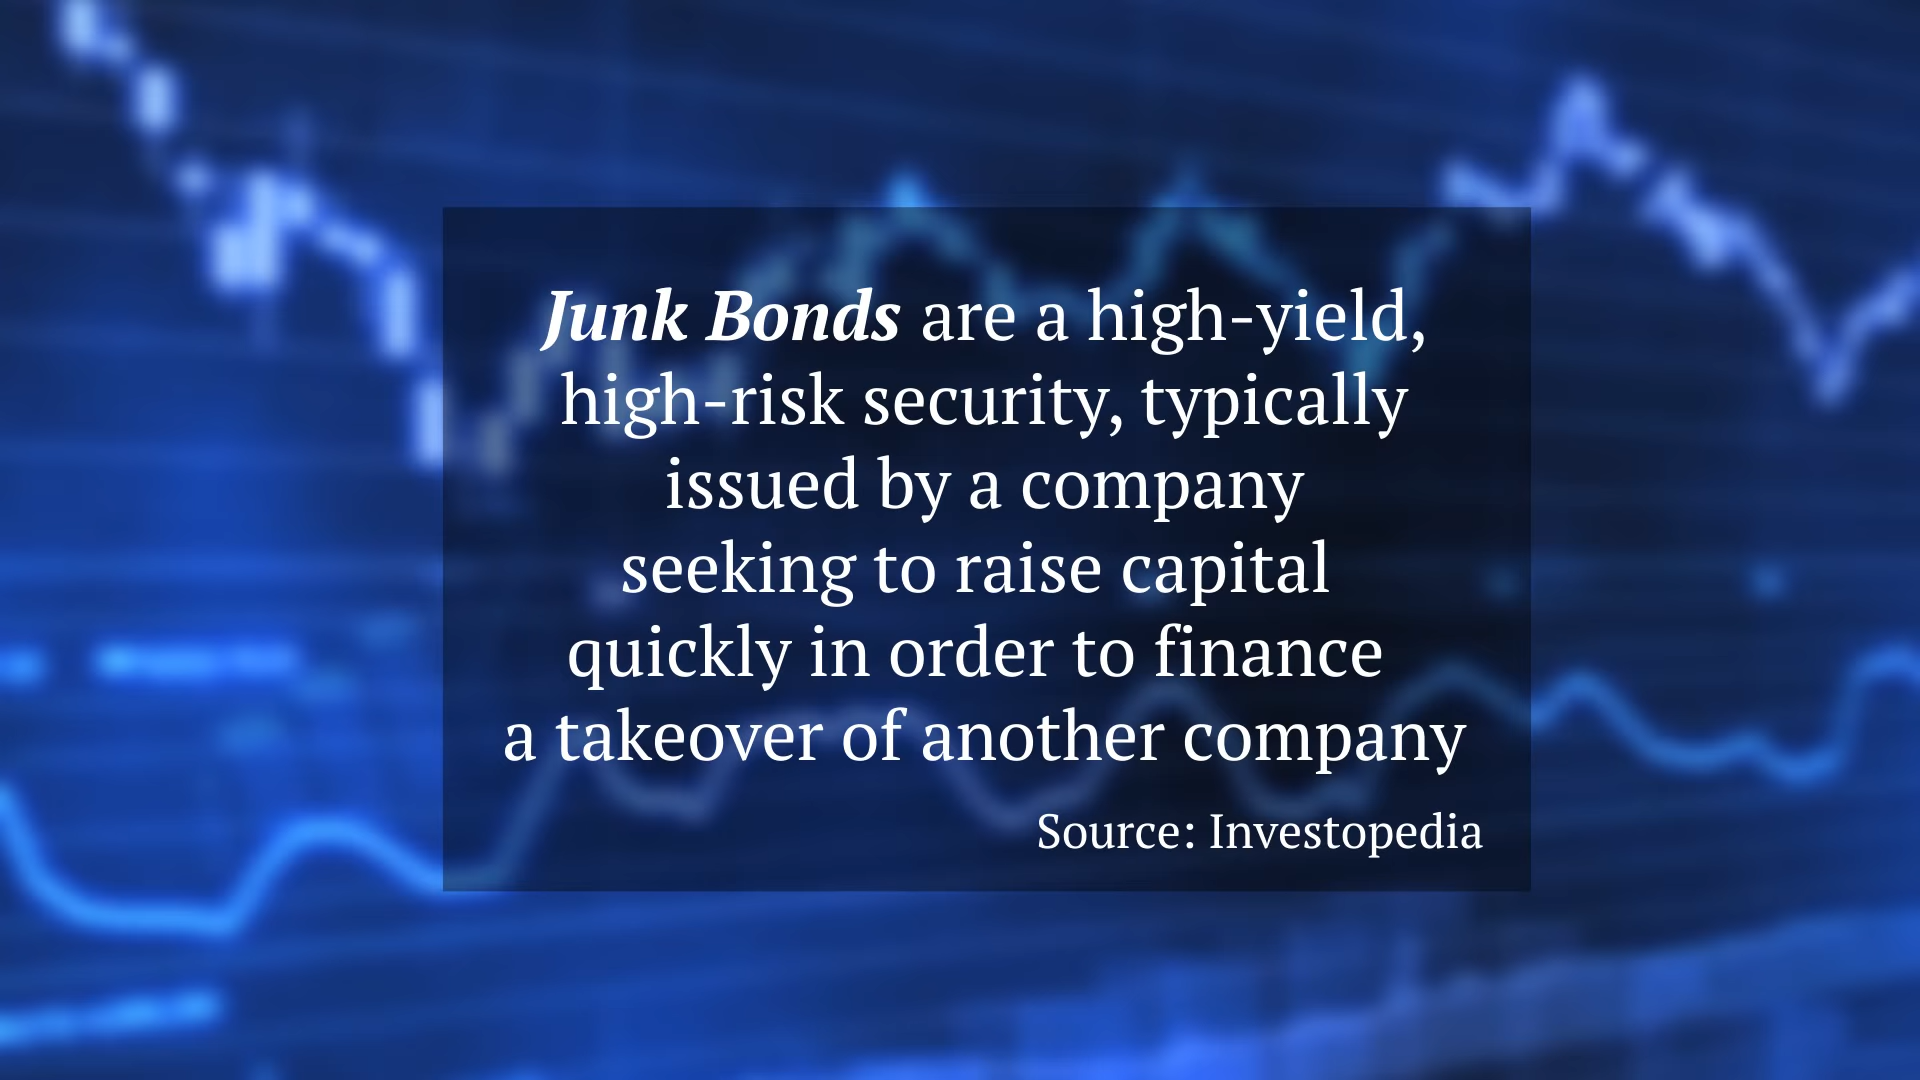 Junk Bonds are a high-yield,
high-risk security, typically
issued by a company
seeking to raise capital
quickly in order to finance
a takeover of another company
Source: Investopedia